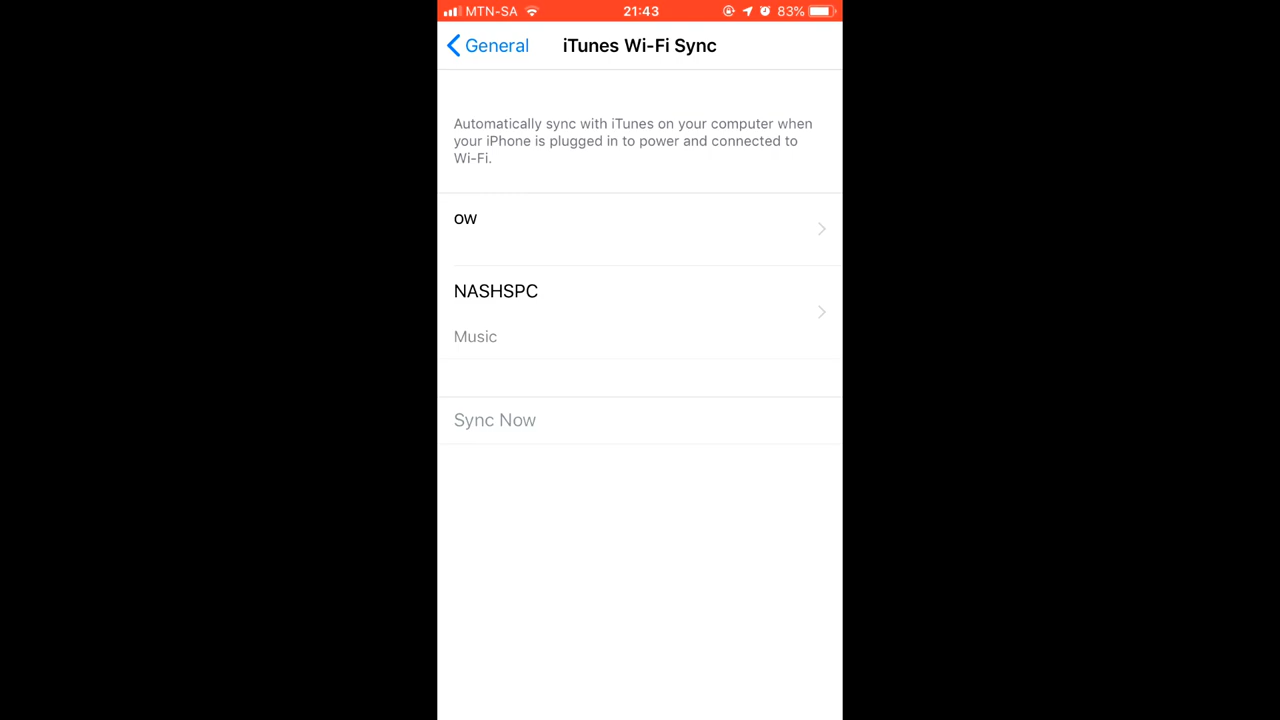 MTN-SA 21:43 83%
General iTunes Wi-Fi Sync
Automatically sync with iTunes on your computer when
your iPhone is plugged in to power and connected to
Wi-Fi.
ow
NASHSPC
Music
Sync Now